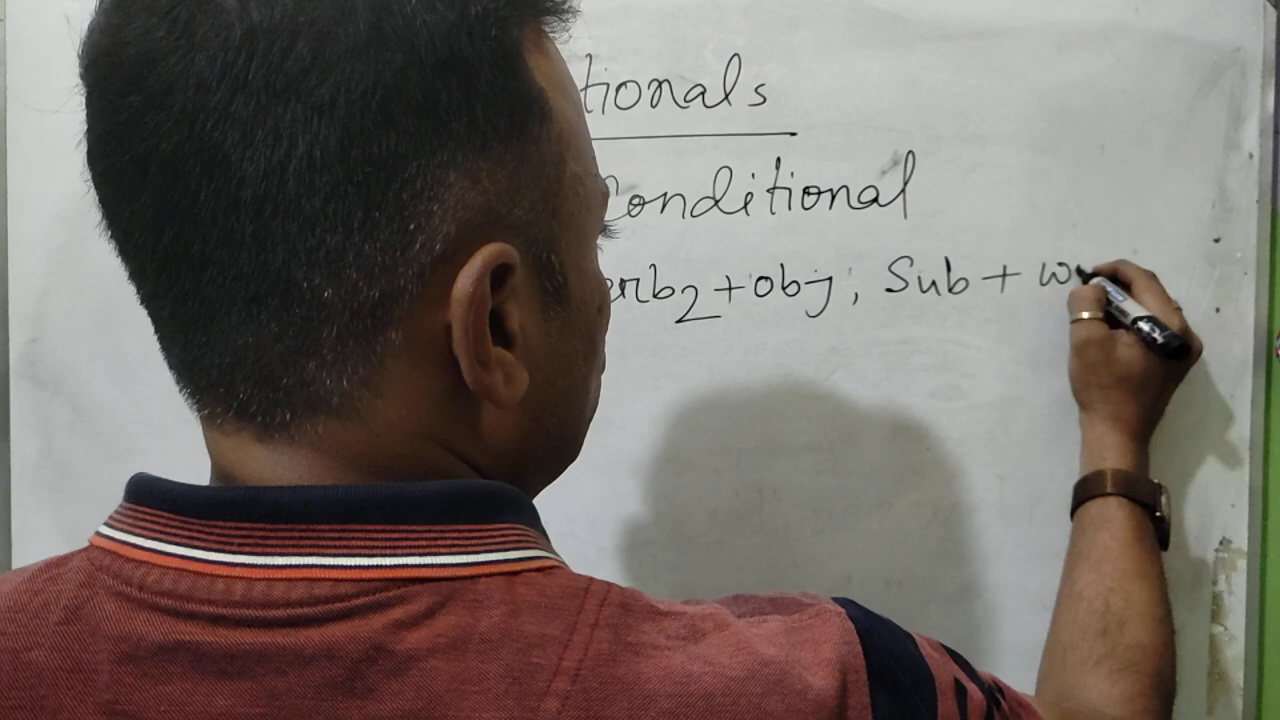 tionals
Conditional
erb2 + obj, Sub + w